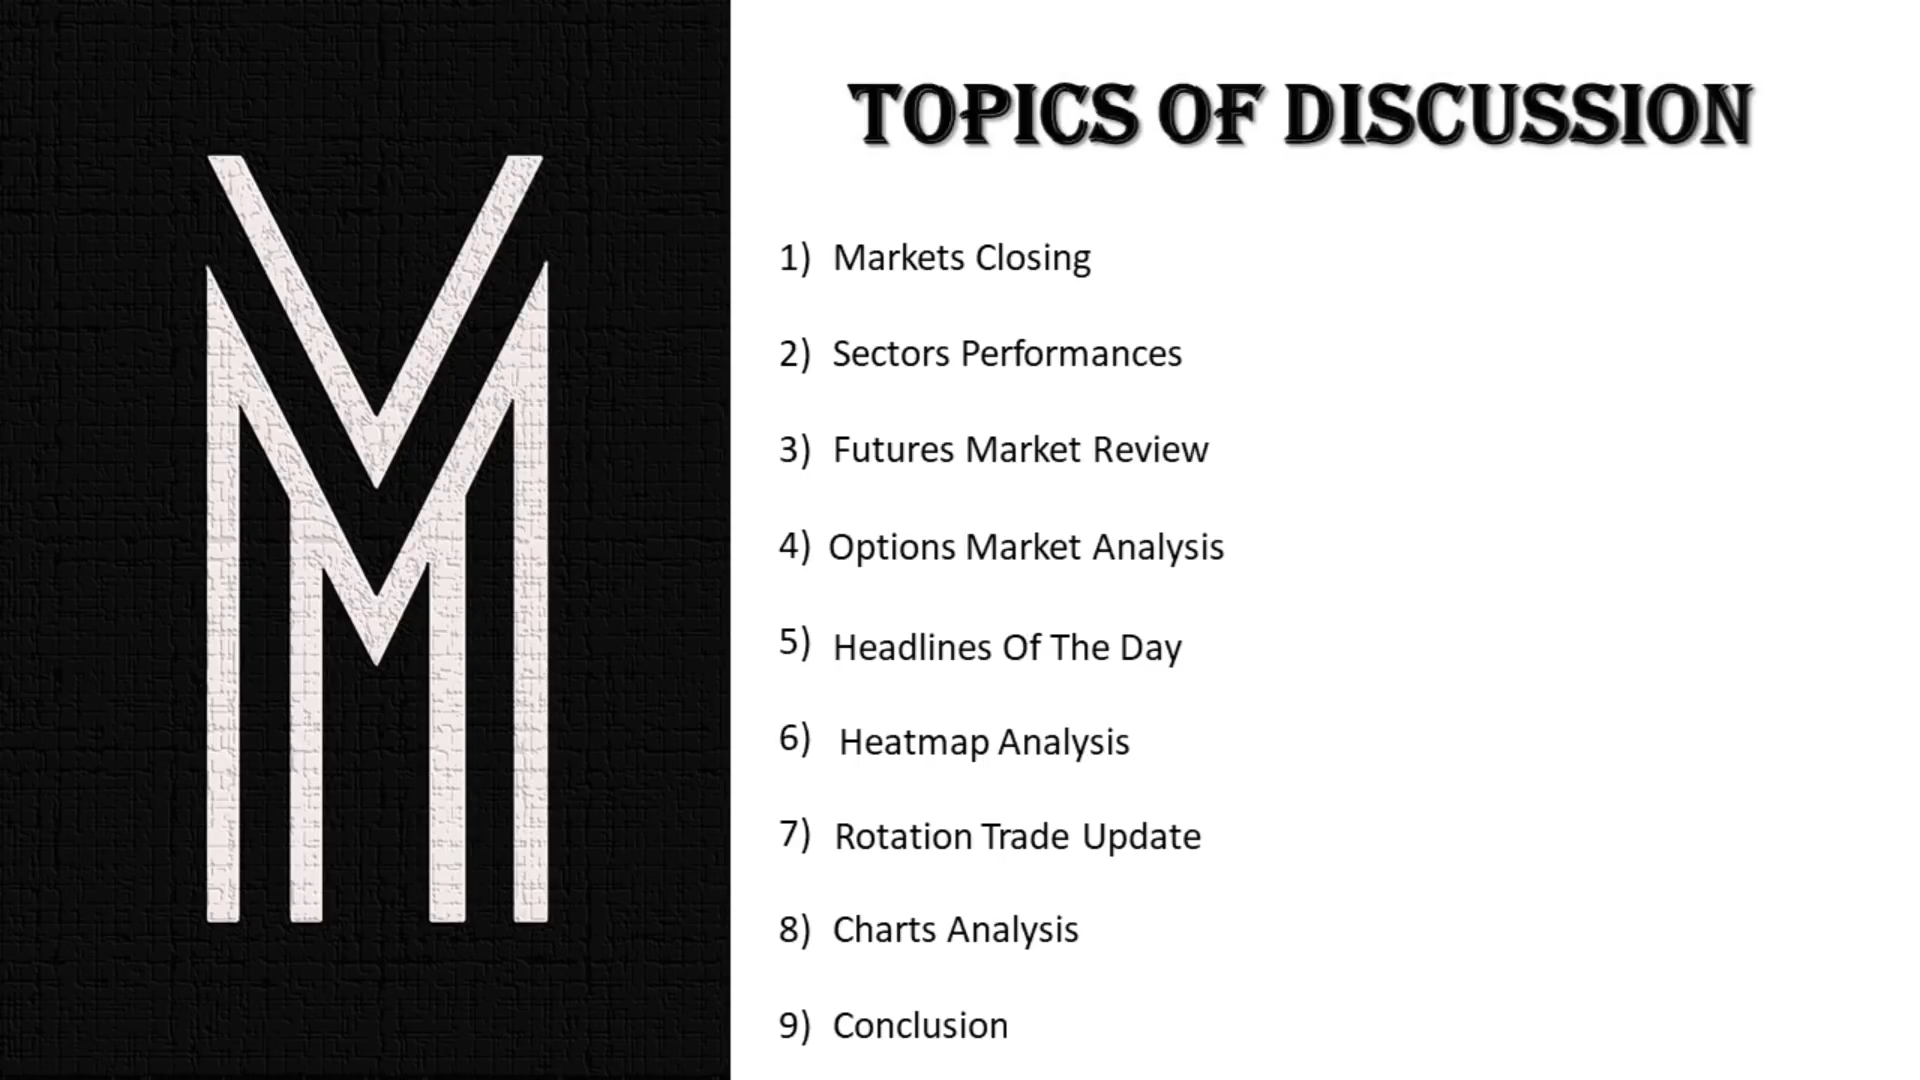 TOPICS OF DISCUSSION
1) Markets Closing
2) Sectors Performances
3) Futures Market Review
4) Options Market Analysis
5) Headlines Of The Day
6) Heatmap Analysis
7) Rotation Trade Update
8) Charts Analysis
9) Conclusion